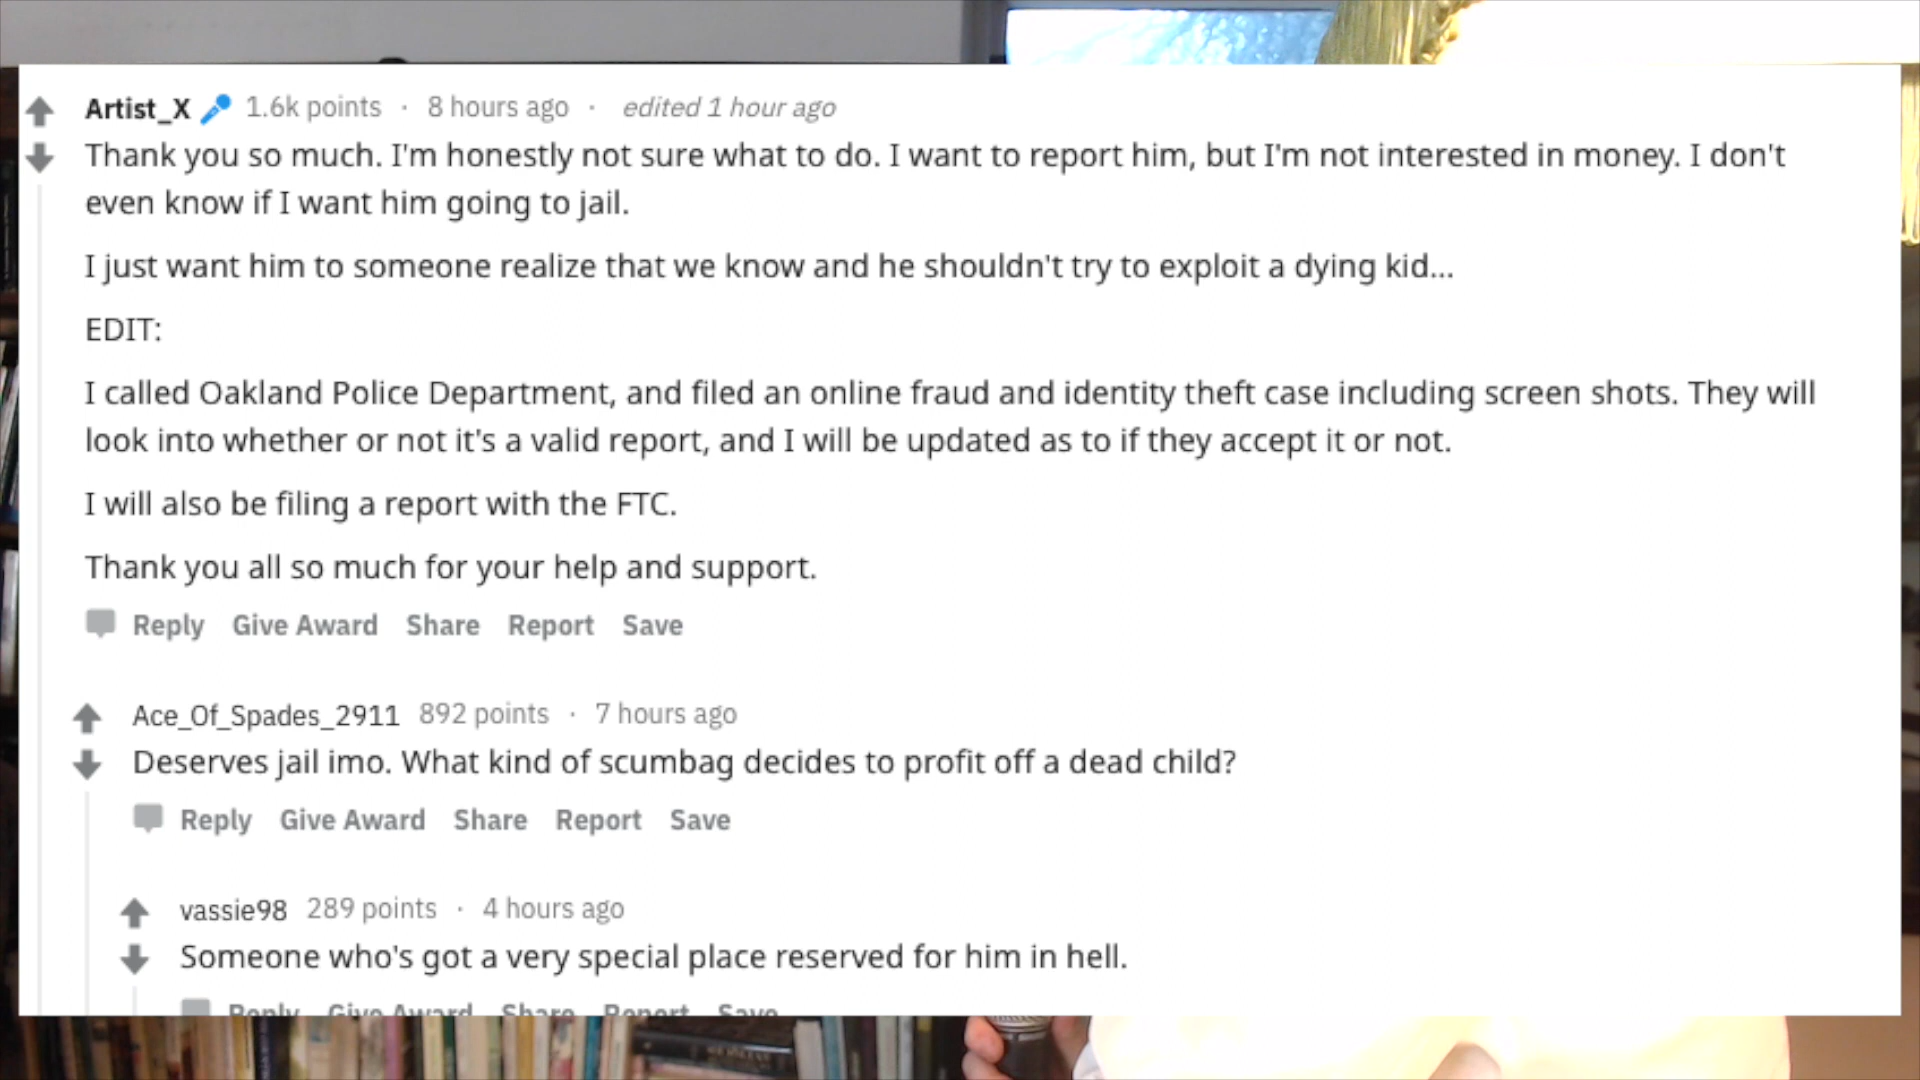 Artist_X 1.6k points · 8 hours ago · edited 1 hour ago
Thank you so much. I'm honestly not sure what to do. I want to report him, but I'm not interested in money. I don't
even know if I want him going to jail.
I just want him to someone realize that we know and he shouldn't try to exploit a dying kid...
EDIT:
I called Oakland Police Department, and filed an online fraud and identity theft case including screen shots. They will
look into whether or not it's a valid report, and I will be updated as to if they accept it or not.
I will also be filing a report with the FTC.
Thank you all so much for your help and support.
Reply Give Award Share Report Save
Ace_Of_Spades_2911 892 points · 7 hours ago
Deserves jail imo. What kind of scumbag decides to profit off a dead child?
Reply Give Award Share Report Save
vassie98 289 points · 4 hours ago
Someone who's got a very special place reserved for him in hell.
Reply Give Award Share Report Save